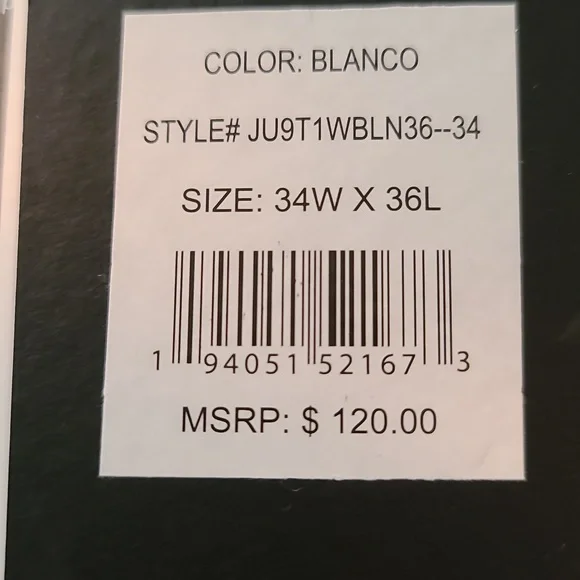 COLOR: BLANCO
STYLE# JU9T1WBLN36--34
SIZE: 34W X 36L
1 94051 52167 3
MSRP: $ 120.00